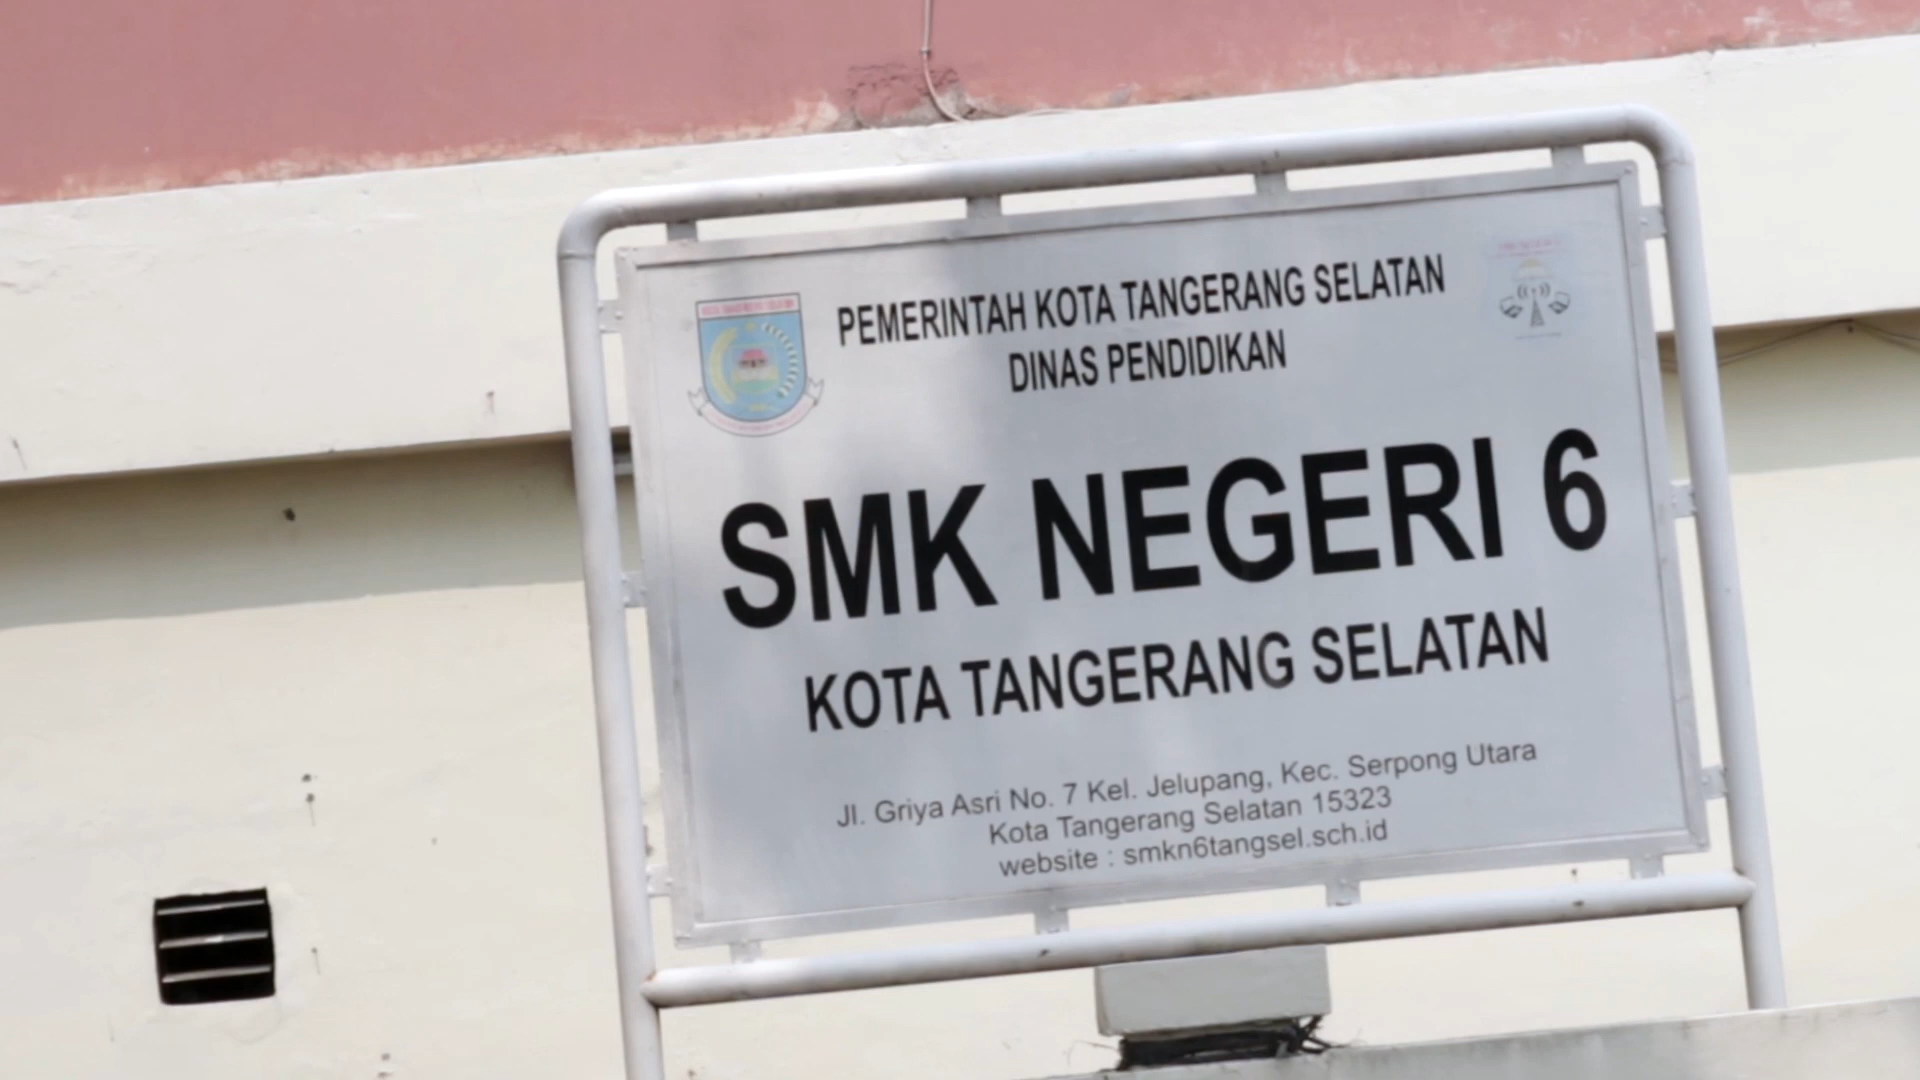 PEMERINTAH KOTA TANGERANG SELATAN
DINAS PENDIDIKAN
SMK NEGERI 6
KOTA TANGERANG SELATAN
Jl. Griya Asri No. 7 Kel. Jelupang, Kec. Serpong Utara
Kota Tangerang Selatan 15323
website : smkn6tangsel.sch.id